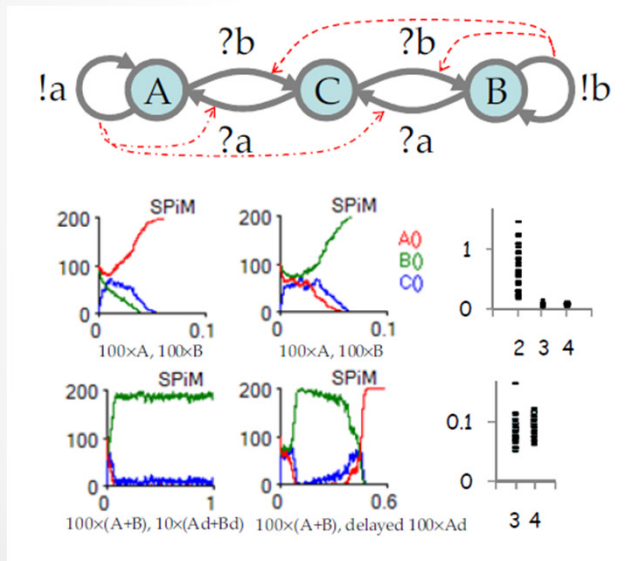 ?b ?b
!a A C B !b
?a ?a
SPiM SPiM
200 200
A()
B()
C()
100 100
0 0
0 0.1 0 0.1
100×A, 100×B 100×A, 100×B
1
0
2 3 4
SPiM SPiM
200 200
100 100
0 0
0 1 0 0.6
100×(A+B), 10×(Ad+Bd) 100×(A+B), delayed 100×Ad
0.1
0
3 4